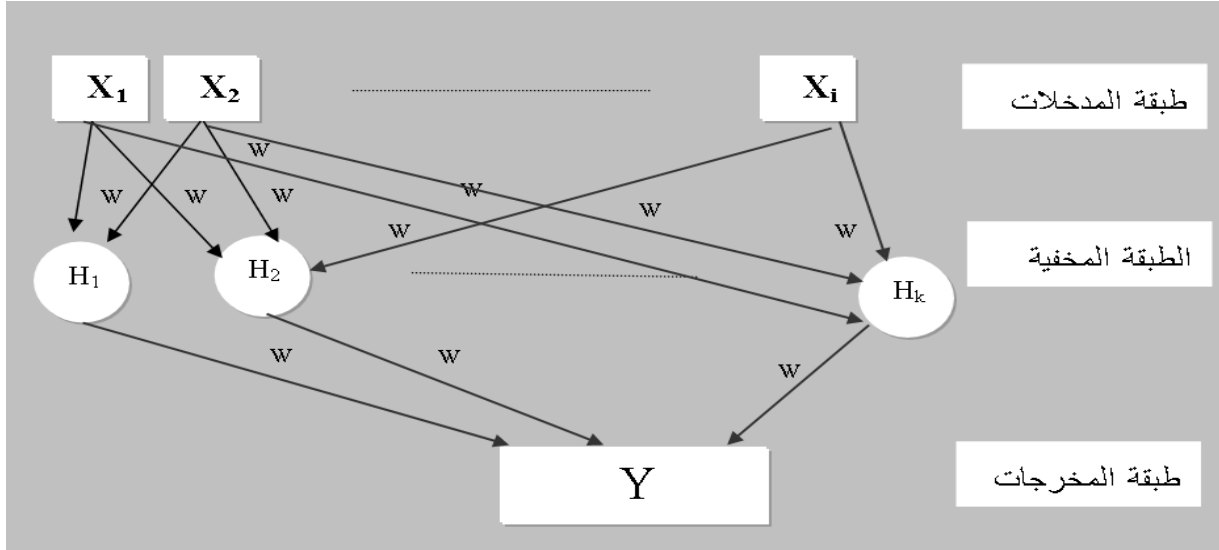 X₁ X₂ Xᵢ طبقة المدخلات
w
w w w w w
w w
H₁ H₂ Hₖ الطبقة المخفية
w w
w
Y طبقة المخرجات